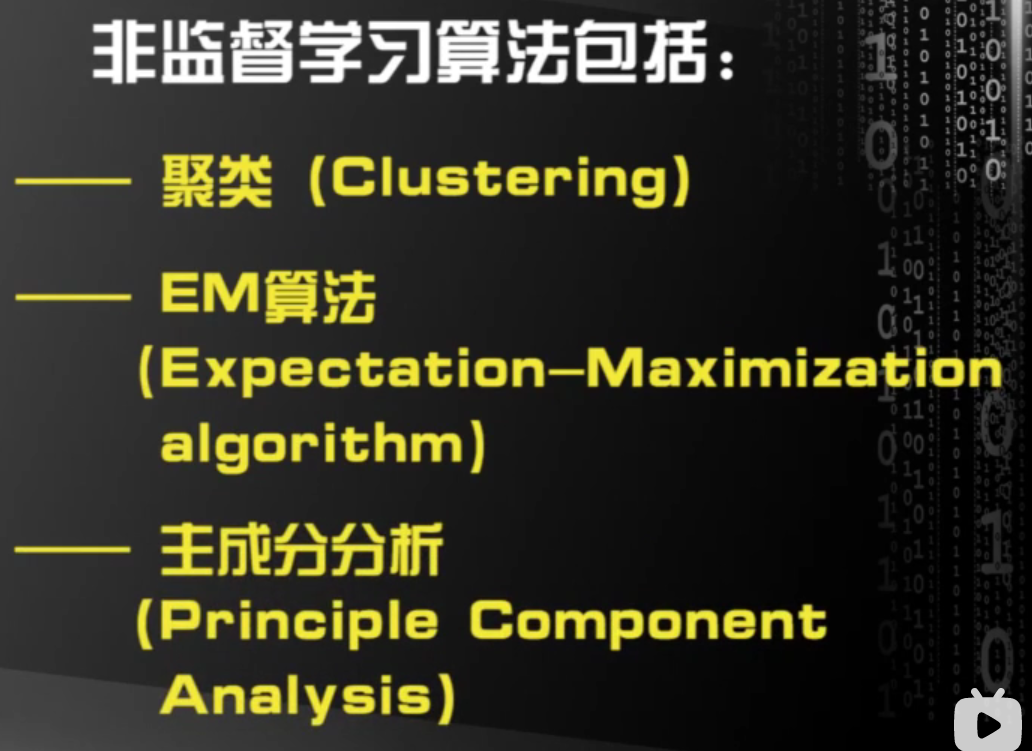 非监督学习算法包括：
—— 聚类 (Clustering)
—— EM算法
(Expectation-Maximization
algorithm)
—— 主成分分析
(Principle Component
Analysis)